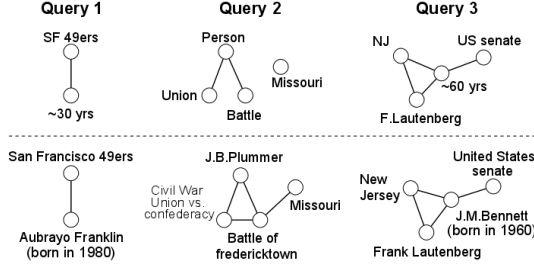 Query 1
SF 49ers
~30 yrs
Query 2
Person
Union
Battle
Missouri
Query 3
NJ
US senate
~60 yrs
F.Lautenberg
San Francisco 49ers
Aubrayo Franklin
(born in 1980)
J.B.Plummer
Civil War
Union vs.
confederacy
Missouri
Battle of
fredericktown
United States
senate
New
Jersey
J.M.Bennett
(born in 1960)
Frank Lautenberg